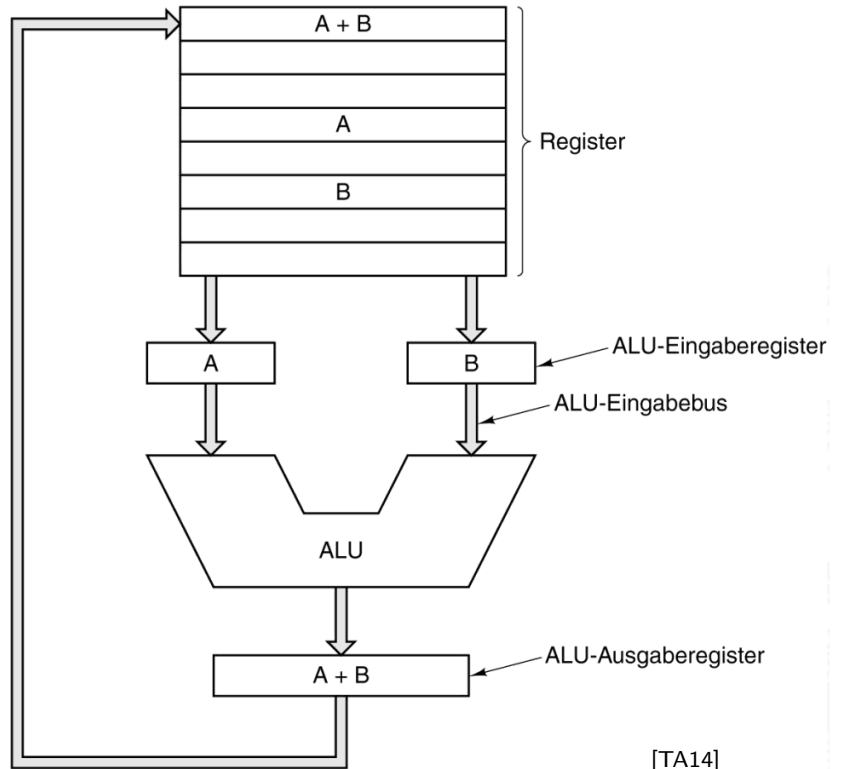 A + B
A
Register
B
A
B
ALU-Eingaberegister
ALU-Eingabebus
ALU
ALU-Ausgaberegister
A + B
[TA14]